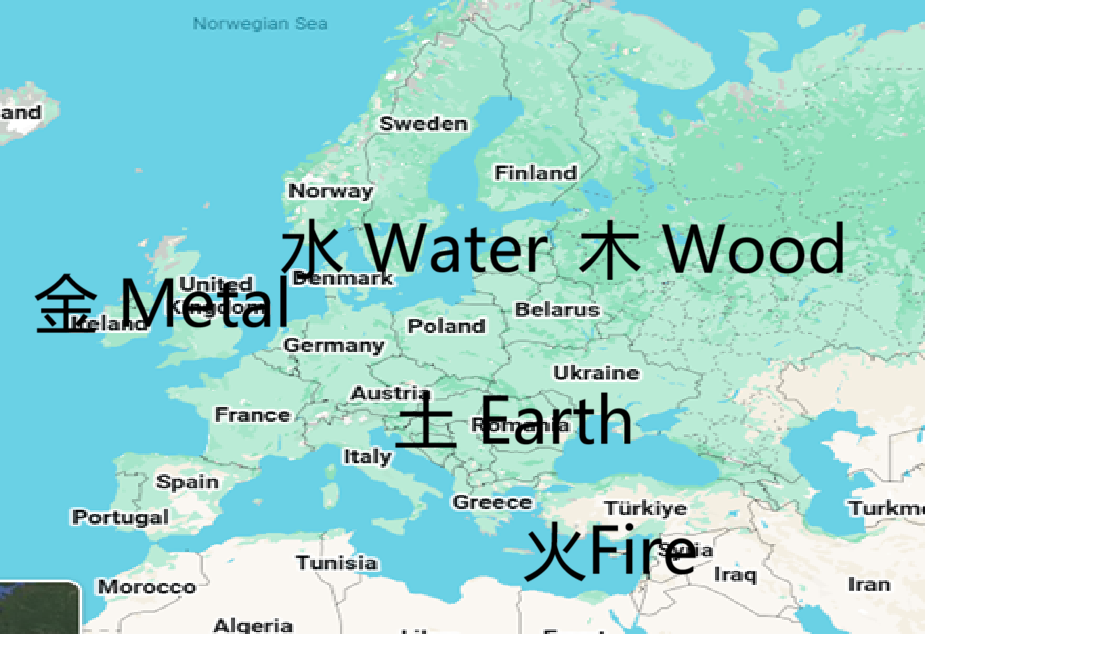 Norwegian Sea
and
Sweden
Finland
Norway
水 Water 木 Wood
Denmark
United
Kingdom
金 Metal
Ireland
Belarus
Poland
Germany
Ukraine
Austria
France
土 Earth
Romania
Italy
Spain
Greece
Türkiye
Turkme
Portugal
火Fire
Syria
Tunisia
Iraq
Iran
Morocco
Algeria